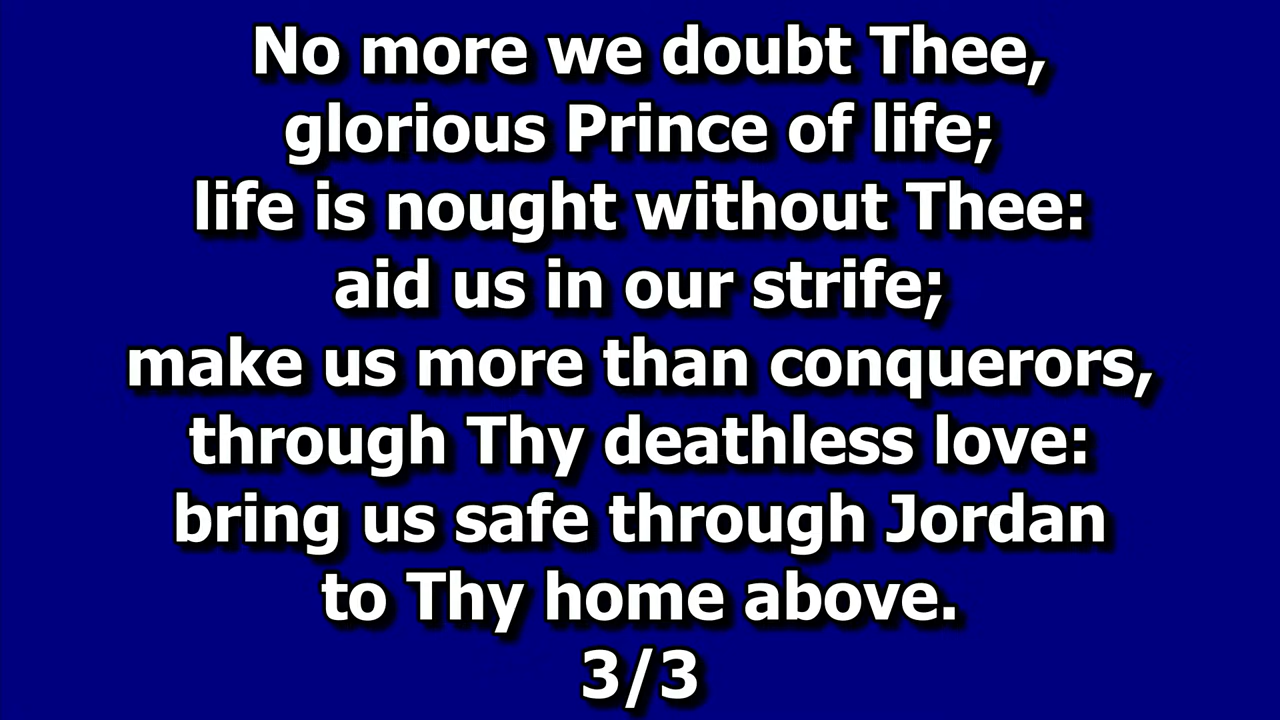 No more we doubt Thee,
glorious Prince of life;
life is nought without Thee:
aid us in our strife;
make us more than conquerors,
through Thy deathless love:
bring us safe through Jordan
to Thy home above.
3/3